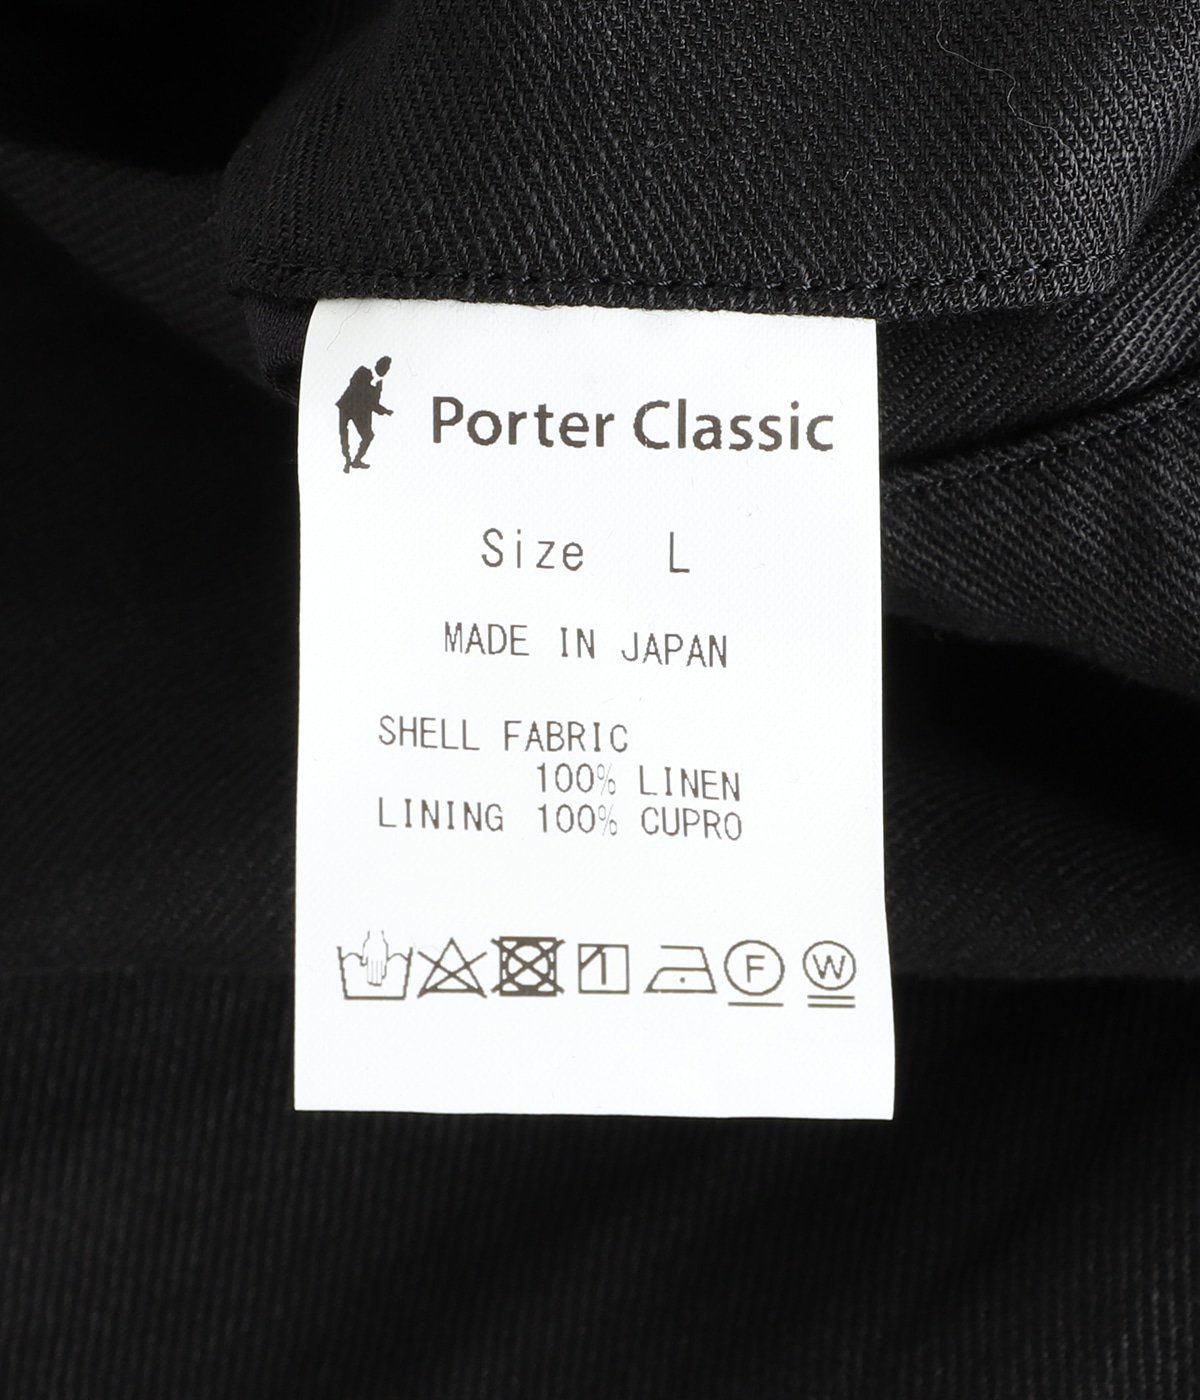 Porter Classic
Size L
MADE IN JAPAN
SHELL FABRIC
100% LINEN
LINING 100% CUPRO
F W